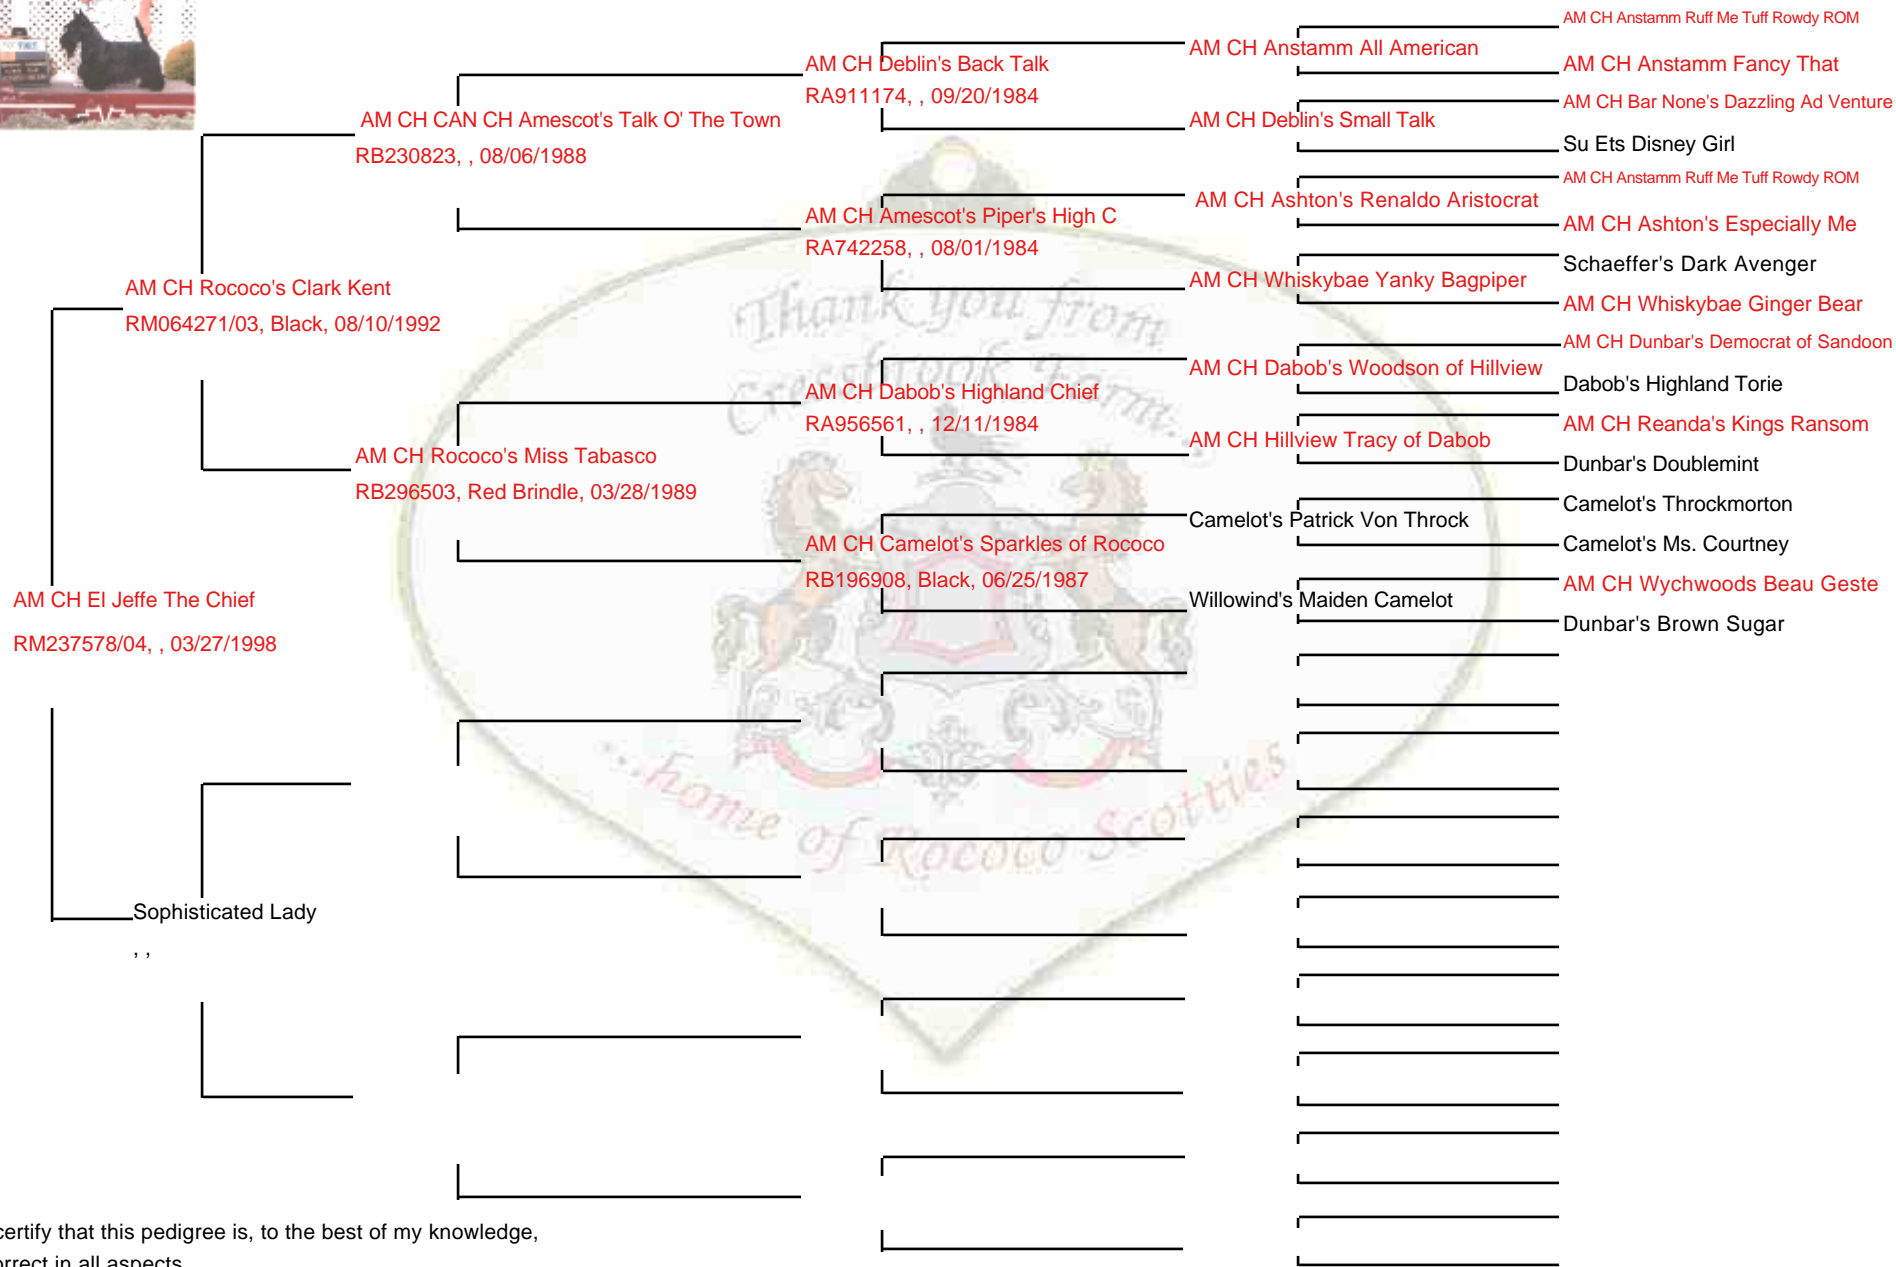 AM CH El Jeffe The Chief
RM237578/04, , 03/27/1998
AM CH Rococo's Clark Kent
RM064271/03, Black, 08/10/1992
Sophisticated Lady
, ,
AM CH CAN CH Amescot's Talk O' The Town
RB230823, , 08/06/1988
AM CH Rococo's Miss Tabasco
RB296503, Red Brindle, 03/28/1989
AM CH Deblin's Back Talk
RA911174, , 09/20/1984
AM CH Amescot's Piper's High C
RA742258, , 08/01/1984
AM CH Dabob's Highland Chief
RA956561, , 12/11/1984
AM CH Camelot's Sparkles of Rococo
RB196908, Black, 06/25/1987
AM CH Anstamm All American
AM CH Deblin's Small Talk
AM CH Ashton's Renaldo Aristocrat
AM CH Whiskybae Yanky Bagpiper
AM CH Dabob's Woodson of Hillview
AM CH Hillview Tracy of Dabob
Camelot's Patrick Von Throck
Willowind's Maiden Camelot
AM CH Anstamm Ruff Me Tuff Rowdy ROM
AM CH Anstamm Fancy That
AM CH Bar None's Dazzling Ad Venture
Su Ets Disney Girl
AM CH Anstamm Ruff Me Tuff Rowdy ROM
AM CH Ashton's Especially Me
Schaeffer's Dark Avenger
AM CH Whiskybae Ginger Bear
AM CH Dunbar's Democrat of Sandoon
Dabob's Highland Torie
AM CH Reanda's Kings Ransom
Dunbar's Doublemint
Camelot's Throckmorton
Camelot's Ms. Courtney
AM CH Wychwoods Beau Geste
Dunbar's Brown Sugar
Thank you from
Cressbrook Farm..
...home of Rococo Scotties
certify that this pedigree is, to the best of my knowledge,
orrect in all aspects